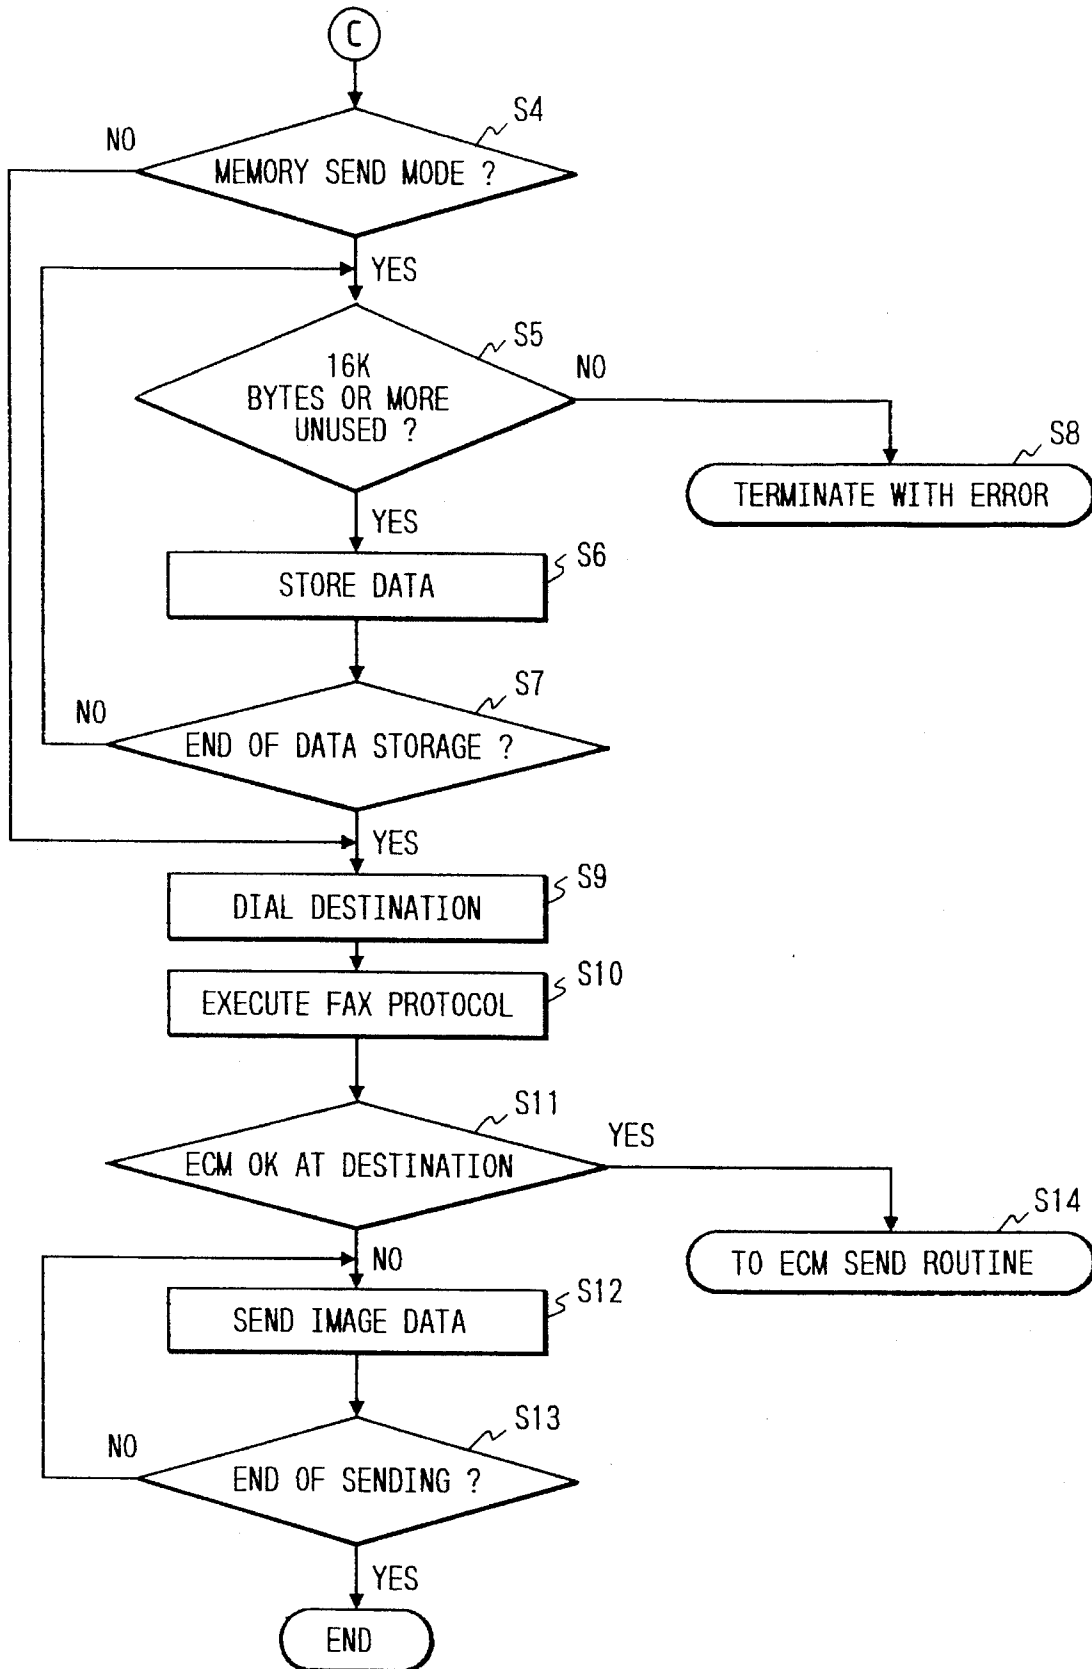 C
S4
NO
MEMORY SEND MODE ?
YES
S5
16K
BYTES OR MORE
UNUSED ?
NO
S8
TERMINATE WITH ERROR
YES
S6
STORE DATA
S7
NO
END OF DATA STORAGE ?
YES
S9
DIAL DESTINATION
S10
EXECUTE FAX PROTOCOL
S11
YES
ECM OK AT DESTINATION
S14
TO ECM SEND ROUTINE
NO
S12
SEND IMAGE DATA
S13
NO
END OF SENDING ?
YES
END